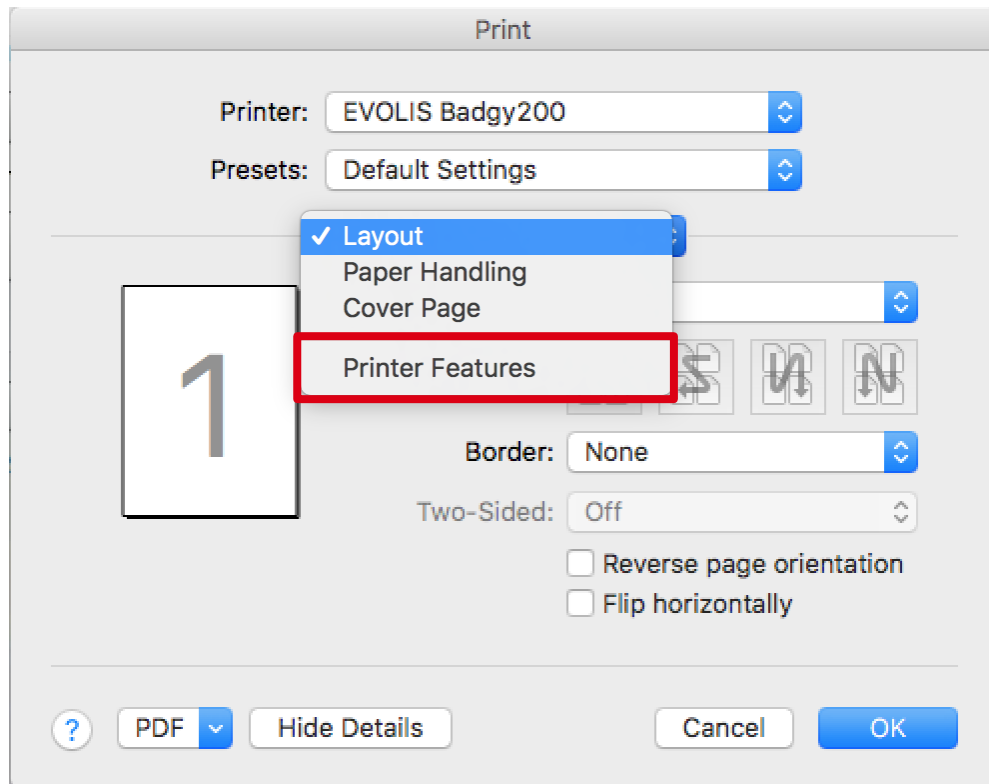 Print
Printer: EVOLIS Badgy200
Presets: Default Settings
✓ Layout
Paper Handling
Cover Page
Printer Features
1
Border: None
Two-Sided: Off
Reverse page orientation
Flip horizontally
? PDF Hide Details Cancel OK